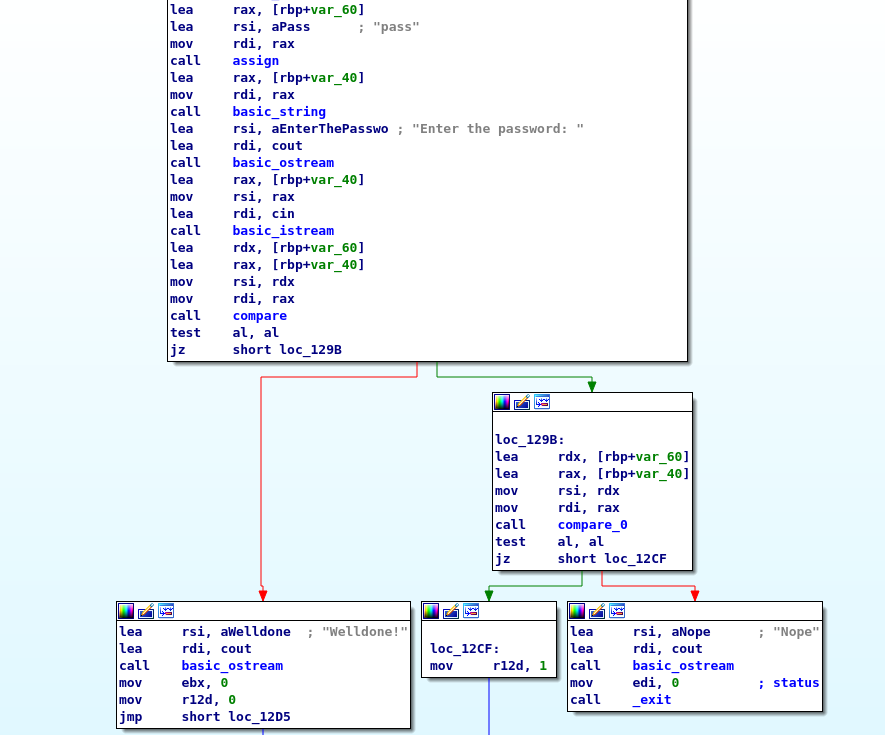 lea rax, [rbp+var_60]
lea rsi, aPass ; "pass"
mov rdi, rax
call assign
lea rax, [rbp+var_40]
mov rdi, rax
call basic_string
lea rsi, aEnterThePasswo ; "Enter the password: "
lea rdi, cout
call basic_ostream
lea rax, [rbp+var_40]
mov rsi, rax
lea rdi, cin
call basic_istream
lea rdx, [rbp+var_60]
lea rax, [rbp+var_40]
mov rsi, rdx
mov rdi, rax
call compare
test al, al
jz short loc_129B
loc_129B:
lea rdx, [rbp+var_60]
lea rax, [rbp+var_40]
mov rsi, rdx
mov rdi, rax
call compare_0
test al, al
jz short loc_12CF
lea rsi, aWelldone ; "Welldone!"
lea rdi, cout
call basic_ostream
mov ebx, 0
mov r12d, 0
jmp short loc_12D5
loc_12CF:
mov r12d, 1
lea rsi, aNope ; "Nope"
lea rdi, cout
call basic_ostream
mov edi, 0 ; status
call _exit